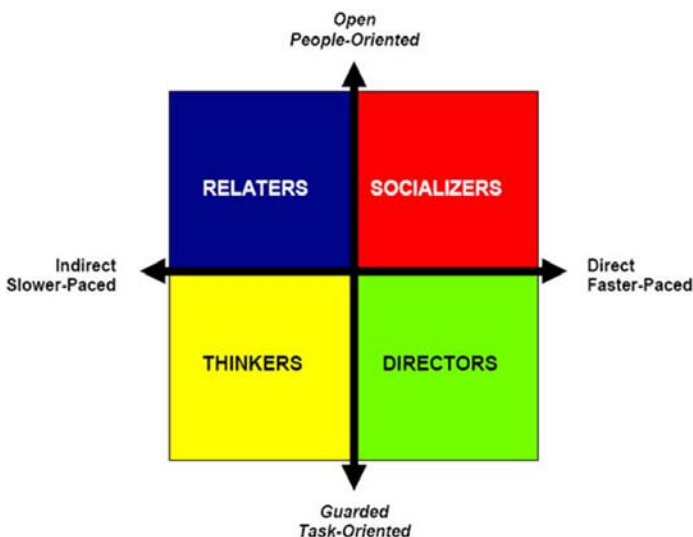 Open
People-Oriented
RELATERS
SOCIALIZERS
Indirect
Slower-Paced
Direct
Faster-Paced
THINKERS
DIRECTORS
Guarded
Task-Oriented